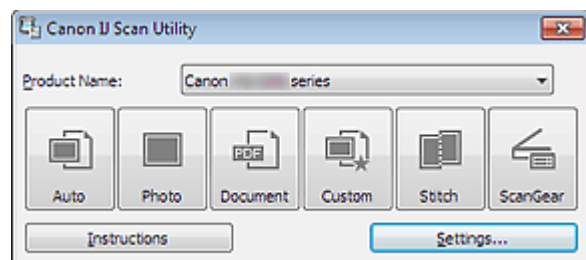 Canon IJ Scan Utility
Product Name: Canon series
PDF
Auto Photo Document Custom Stitch ScanGear
Instructions Settings...